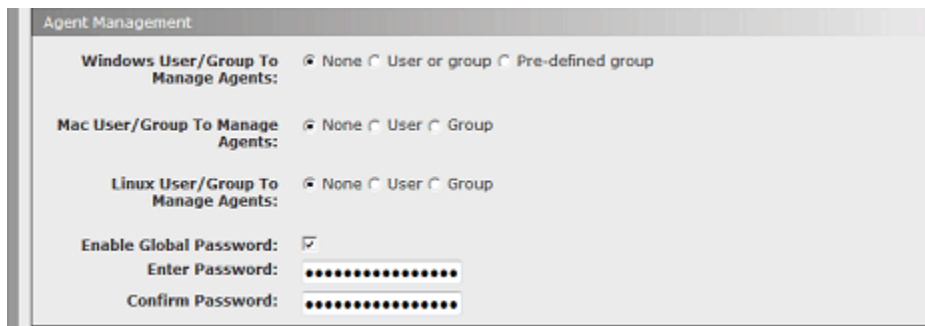 Agent Management
Windows User/Group To None User or group Pre-defined group
Manage Agents:
Mac User/Group To Manage None User Group
Agents:
Linux User/Group To None User Group
Manage Agents:
Enable Global Password:
Enter Password: ●●●●●●●●●●●●●●●●
Confirm Password: ●●●●●●●●●●●●●●●●